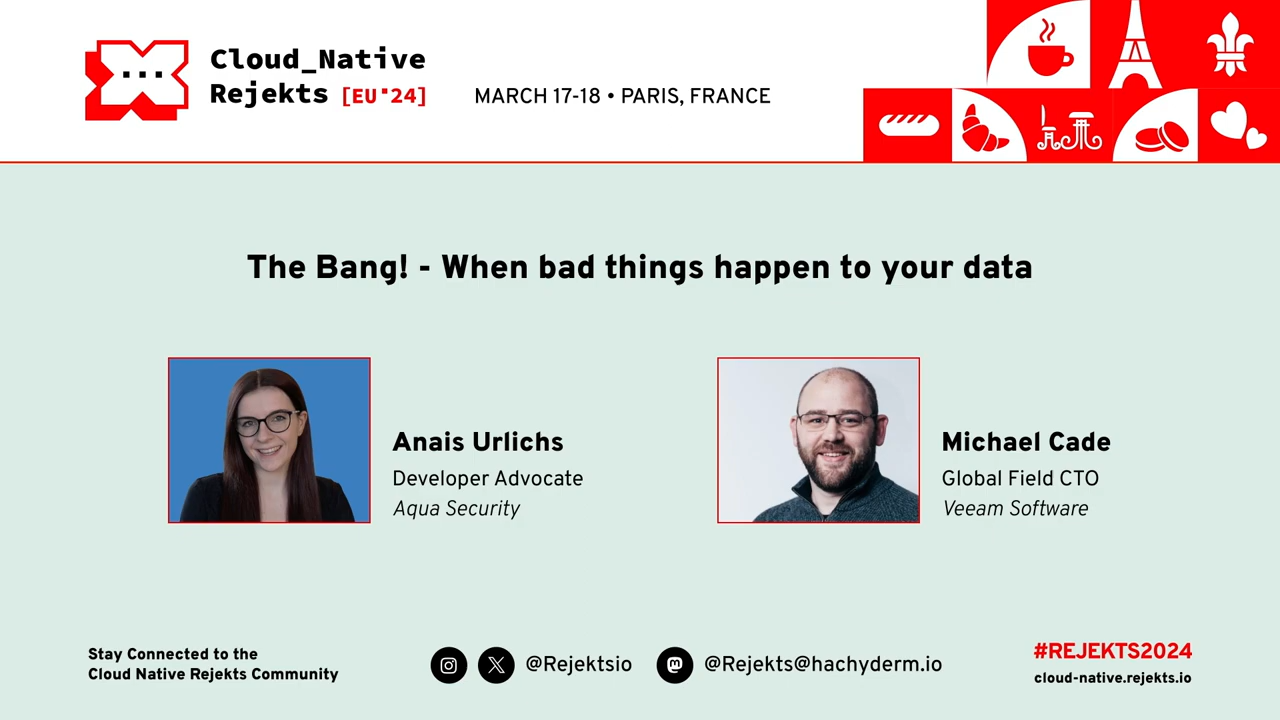 Cloud_Native
Rejekts [EU'24]
MARCH 17-18 • PARIS, FRANCE
The Bang! - When bad things happen to your data
Anais Urlichs
Developer Advocate
Aqua Security
Michael Cade
Global Field CTO
Veeam Software
Stay Connected to the
Cloud Native Rejekts Community
@Rejektsio
@Rejekts@hachyderm.io
#REJEKTS2024
cloud-native.rejekts.io